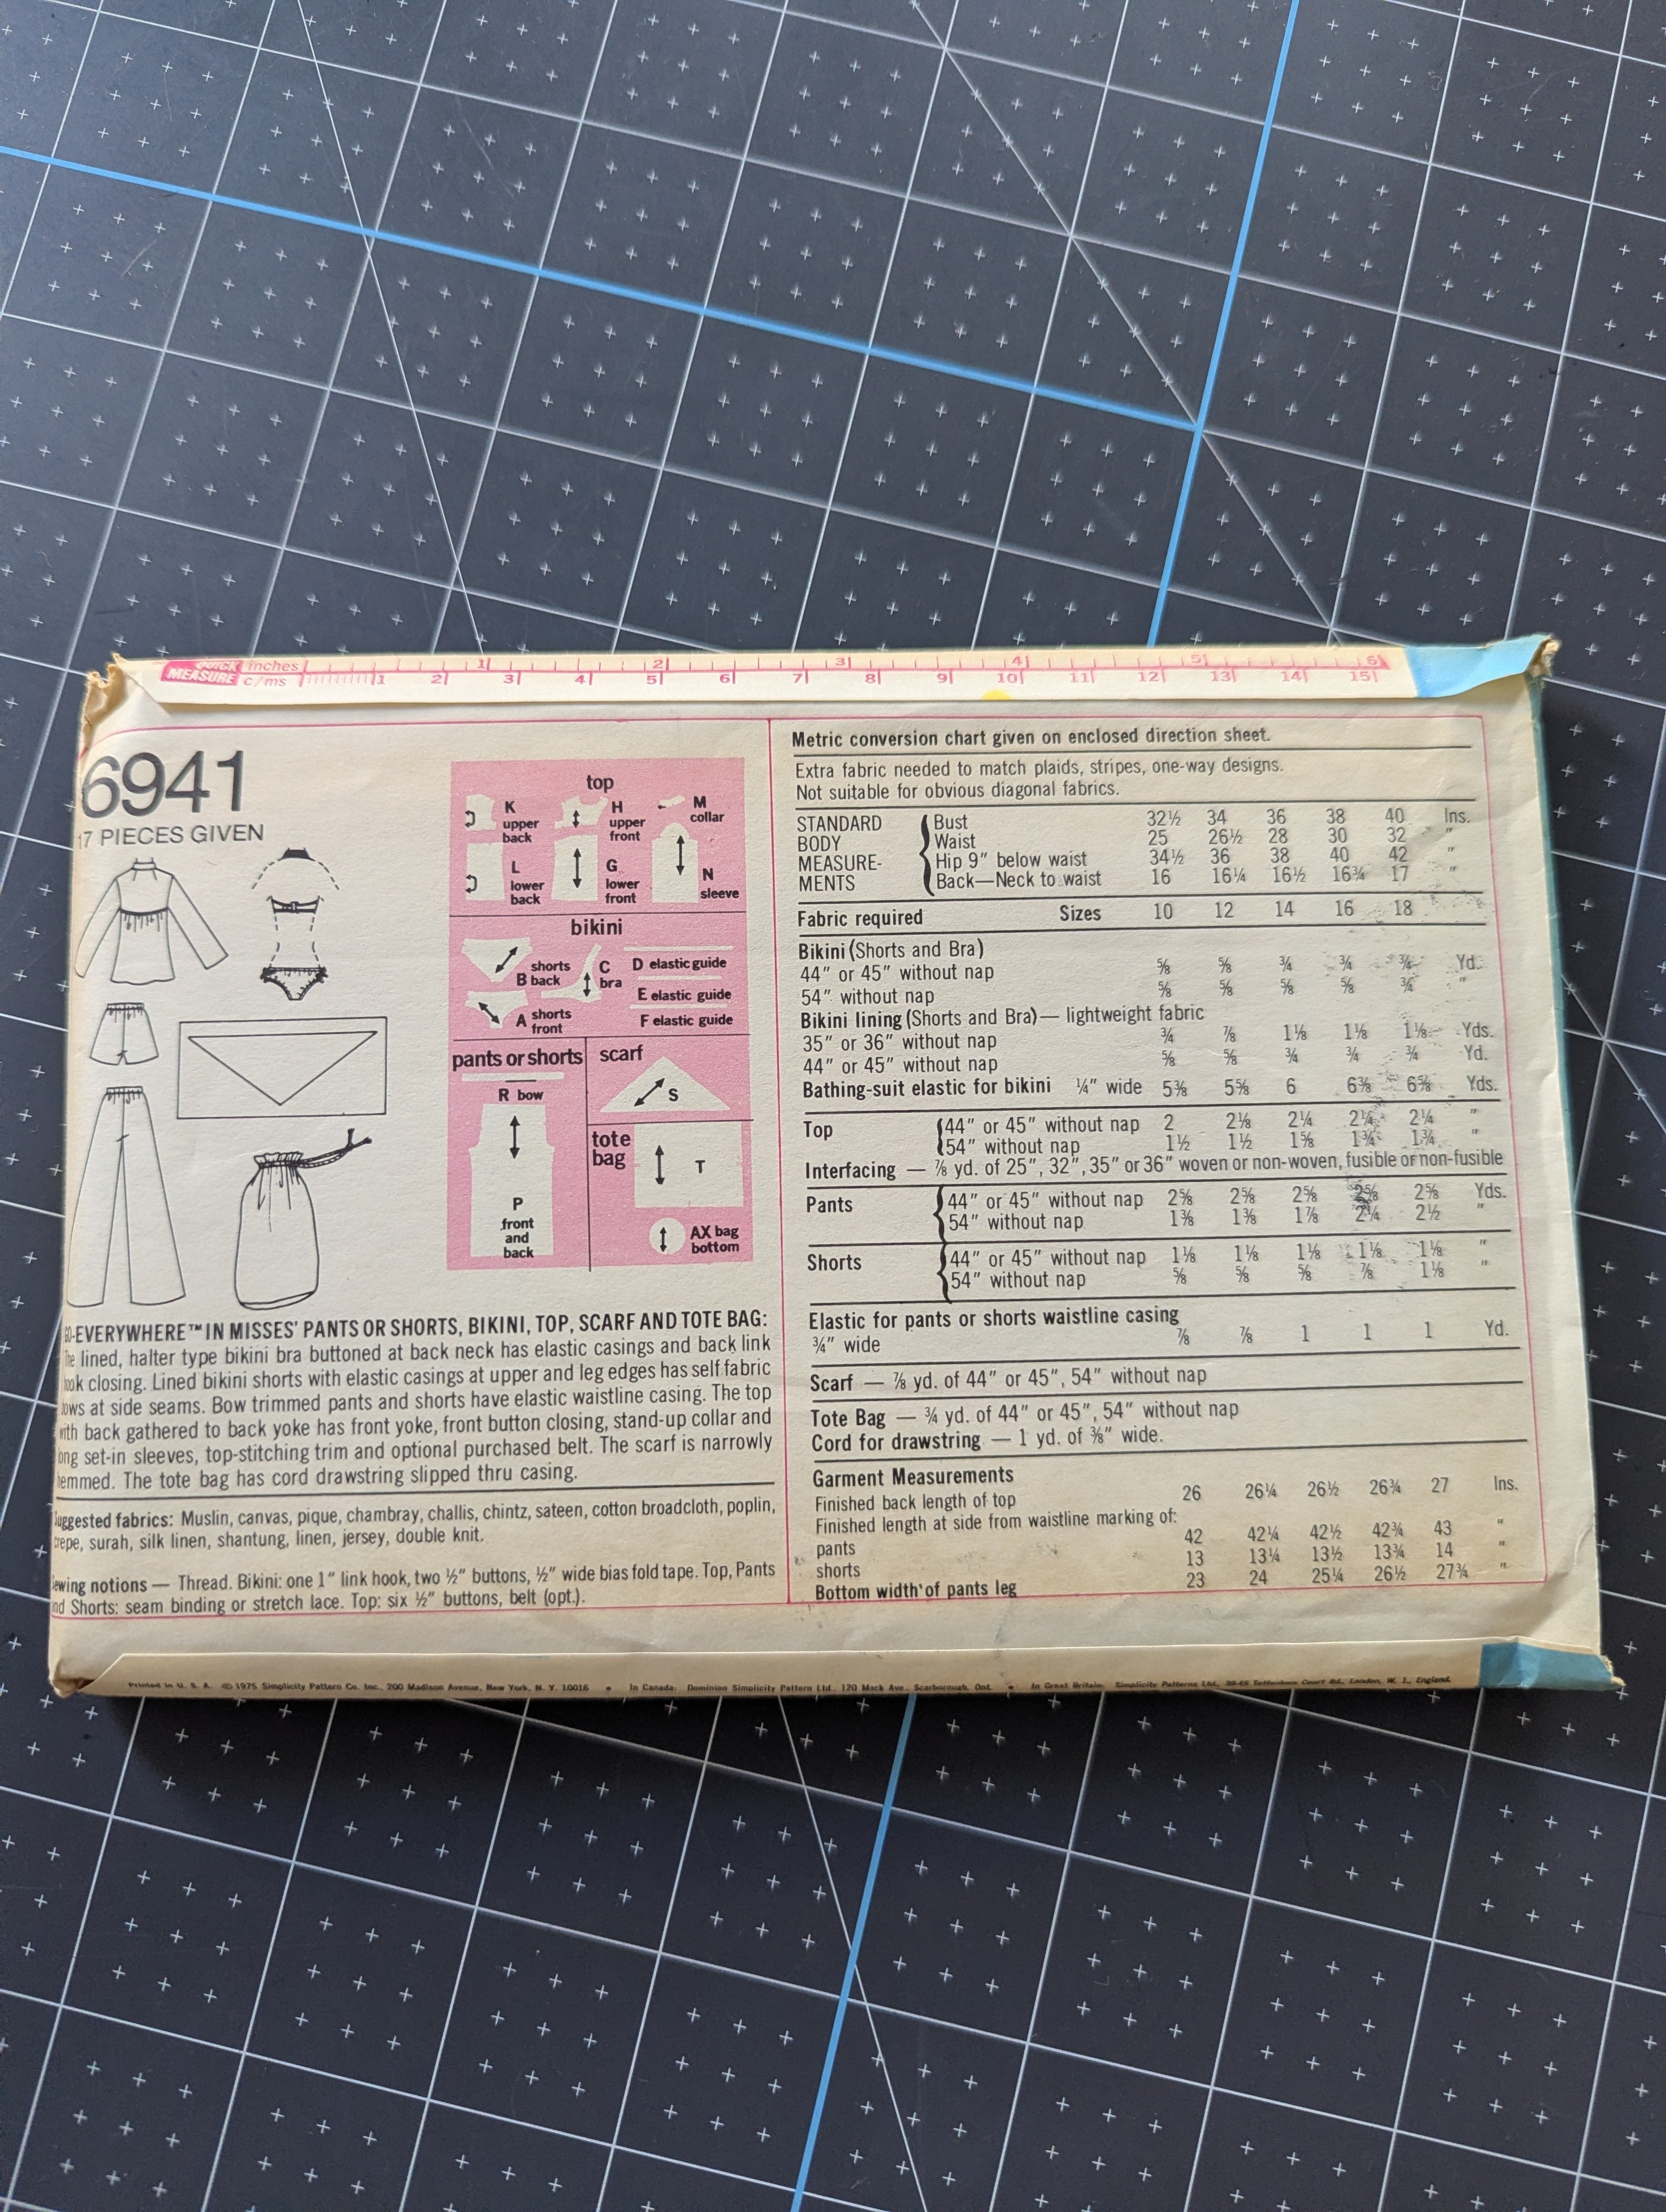 QUICK MEASURE inches 1 2 3 4 5 6
c/ms 1 2 3 4 5 6 7 8 9 10 11 12 13 14 15
6941
17 PIECES GIVEN
top
K upper back
H upper front
M collar
L lower back
G lower front
N sleeve
bikini
B shorts back
C bra
D elastic guide
E elastic guide
A shorts front
F elastic guide
pants or shorts
R bow
P front and back
scarf
S
tote bag
T
AX bag bottom
-EVERYWHERE™ IN MISSES' PANTS OR SHORTS, BIKINI, TOP, SCARF AND TOTE BAG:
lined, halter type bikini bra buttoned at back neck has elastic casings and back link
closing. Lined bikini shorts with elastic casings at upper and leg edges has self fabric
at side seams. Bow trimmed pants and shorts have elastic waistline casing. The top
with back gathered to back yoke has front yoke, front button closing, stand-up collar and
long set-in sleeves, top-stitching trim and optional purchased belt. The scarf is narrowly
hemmed. The tote bag has cord drawstring slipped thru casing.
Suggested fabrics: Muslin, canvas, pique, chambray, challis, chintz, sateen, cotton broadcloth, poplin,
crepe, surah, silk linen, shantung, linen, jersey, double knit.
Sewing notions — Thread. Bikini: one 1" link hook, two ½" buttons, ½" wide bias fold tape. Top, Pants
and Shorts: seam binding or stretch lace. Top: six ½" buttons, belt (opt.).
Metric conversion chart given on enclosed direction sheet.
Extra fabric needed to match plaids, stripes, one-way designs.
Not suitable for obvious diagonal fabrics.
STANDARD BODY MEASURE- MENTS
Bust 32½ 34 36 38 40 Ins.
Waist 25 26½ 28 30 32 "
Hip 9" below waist 34½ 36 38 40 42 "
Back—Neck to waist 16 16¼ 16½ 16¾ 17 "
Fabric required Sizes 10 12 14 16 18
Bikini (Shorts and Bra)
44" or 45" without nap ⅝ ⅝ ¾ ¾ ¾ Yd.
54" without nap ⅝ ⅝ ⅝ ⅝ ¾ "
Bikini lining (Shorts and Bra) — lightweight fabric
35" or 36" without nap ¾ ⅞ 1⅛ 1⅛ 1⅛ Yds.
44" or 45" without nap ⅝ ⅝ ¾ ¾ ¾ Yd.
Bathing-suit elastic for bikini ¼" wide 5⅜ 5⅝ 6 6⅜ 6⅝ Yds.
Top 44" or 45" without nap 2 2⅛ 2¼ 2¼ 2¼ "
54" without nap 1½ 1½ 1⅝ 1¾ 1¾ "
Interfacing — ⅞ yd. of 25", 32", 35" or 36" woven or non-woven, fusible or non-fusible
Pants 44" or 45" without nap 2⅝ 2⅝ 2⅝ 2⅝ 2⅝ Yds.
54" without nap 1⅜ 1⅜ 1⅞ 2¼ 2½ "
Shorts 44" or 45" without nap 1⅛ 1⅛ 1⅛ 1⅛ 1⅛ "
54" without nap ⅝ ⅝ ⅝ ⅞ 1⅛ "
Elastic for pants or shorts waistline casing
¾" wide ⅞ ⅞ 1 1 1 Yd.
Scarf — ⅞ yd. of 44" or 45", 54" without nap
Tote Bag — ¾ yd. of 44" or 45", 54" without nap
Cord for drawstring — 1 yd. of ⅜" wide.
Garment Measurements
Finished back length of top 26 26¼ 26½ 26¾ 27 Ins.
Finished length at side from waistline marking of:
pants 42 42¼ 42½ 42¾ 43 "
shorts 13 13¼ 13½ 13¾ 14 "
Bottom width of pants leg 23 24 25¼ 26½ 27¾ "
Printed in U. S. A. © 1975 Simplicity Pattern Co. Inc., 200 Madison Avenue, New York, N. Y. 10016 • In Canada: Dominion Simplicity Pattern Ltd., 120 Mack Ave., Scarborough, Ont. • In Great Britain: Simplicity Patterns Ltd., 39-45 Tottenham Court Rd., London, W. 1., England.